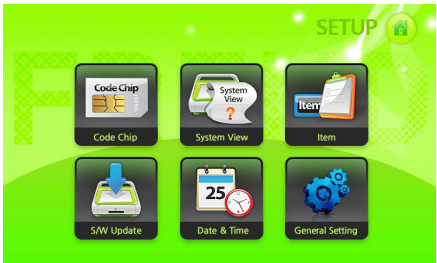 SETUP
Code Chip
System
View
?
Item
Code Chip
System View
Item
25
S/W Update
Date & Time
General Setting